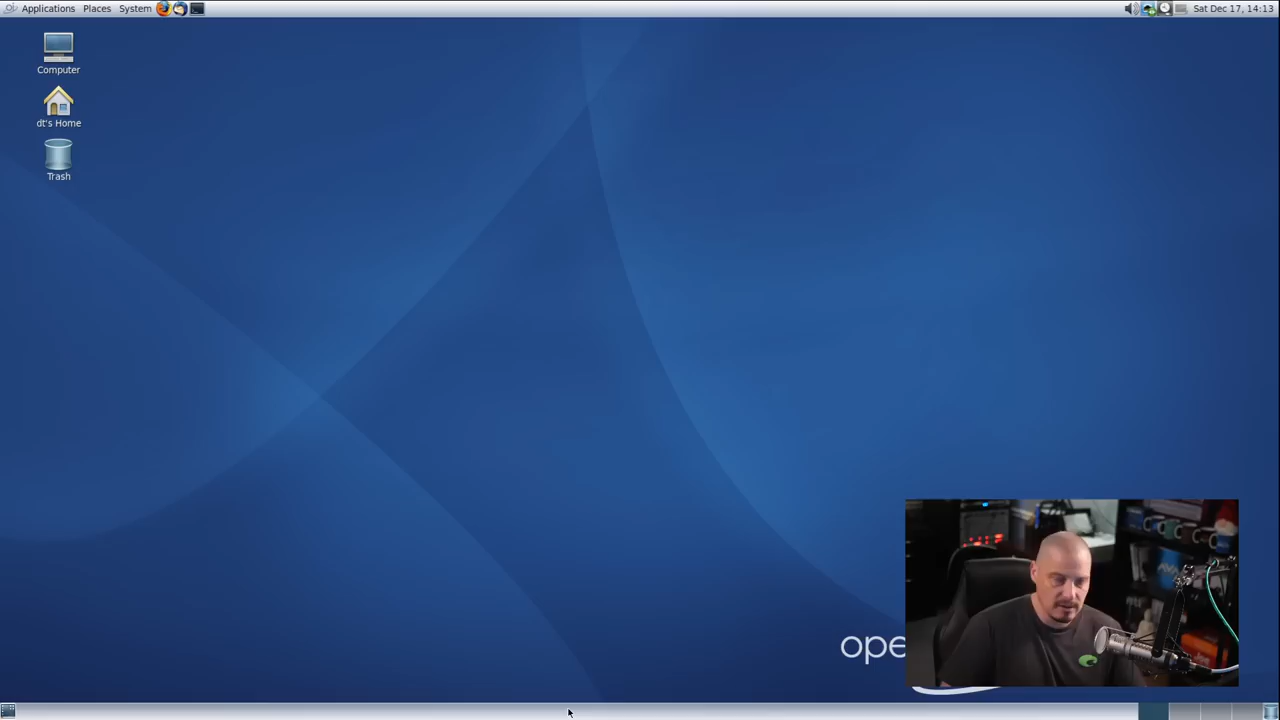 Applications Places System
Sat Dec 17, 14:13
Computer
dt's Home
Trash
ope